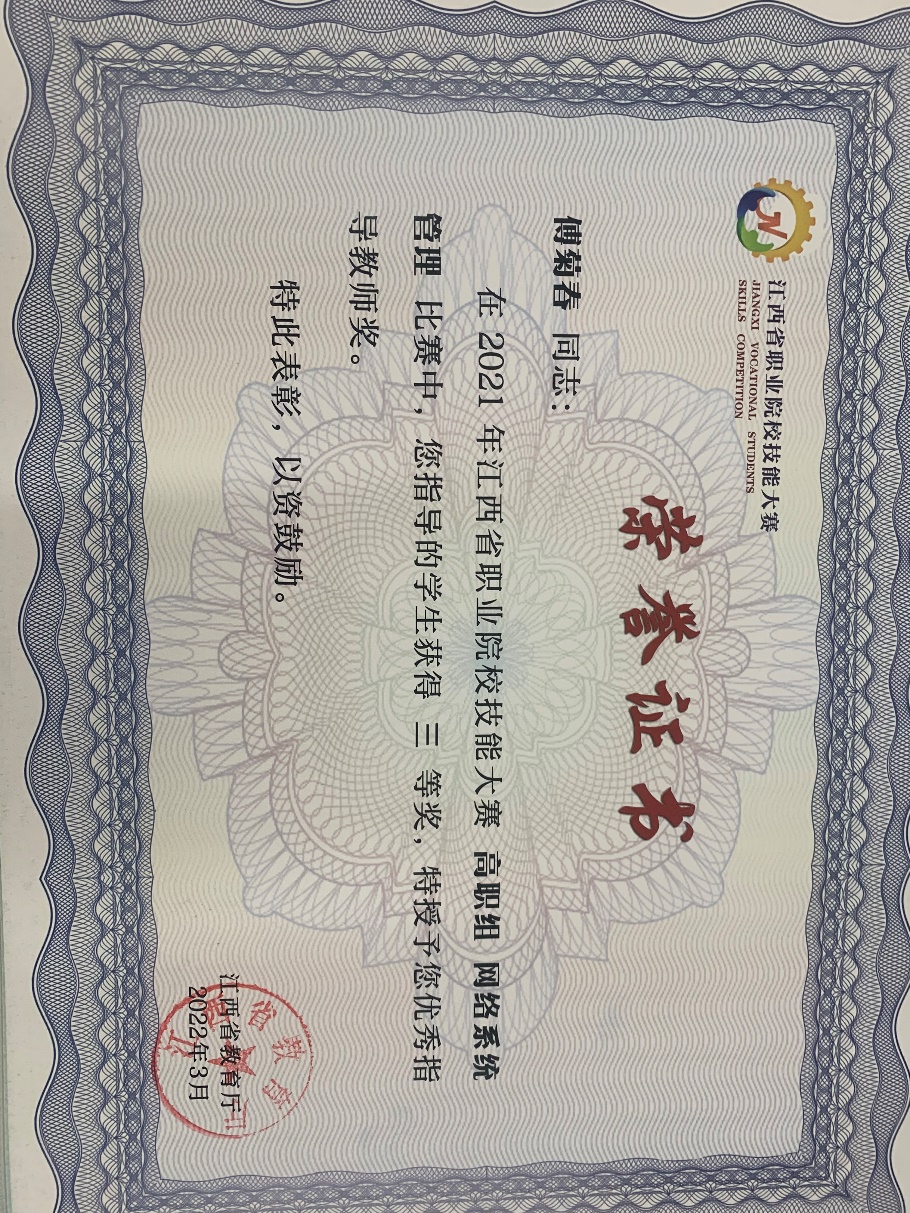 江西省职业院校技能大赛
JIANGXI VOCATIONAL STUDENTS
SKILLS COMPETITION
荣誉证书
傅菊春 同志：
在 2021 年江西省职业院校技能大赛 高职组 网络系统
管理 比赛中，您指导的学生获得 三 等奖，特授予您优秀指
导教师奖。
特此表彰，以资鼓励。
江西省教育厅
2022年3月